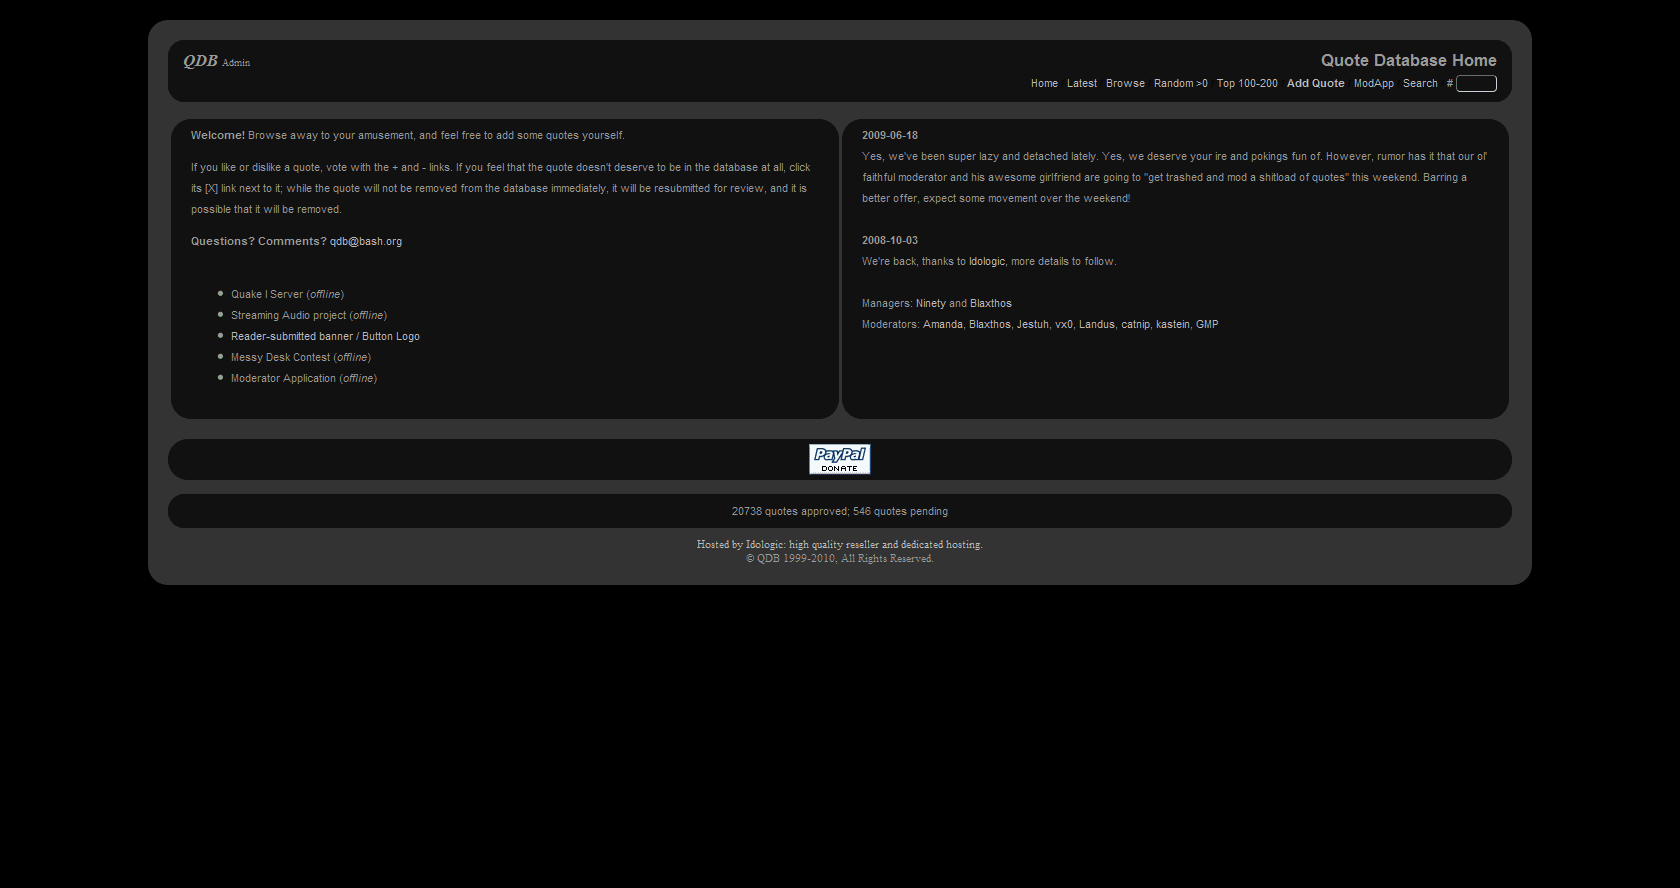 QDB Admin
Quote Database Home
Home Latest Browse Random >0 Top 100-200 Add Quote ModApp Search #
Welcome! Browse away to your amusement, and feel free to add some quotes yourself.
If you like or dislike a quote, vote with the + and - links. If you feel that the quote doesn't deserve to be in the database at all, click
its [X] link next to it; while the quote will not be removed from the database immediately, it will be resubmitted for review, and it is
possible that it will be removed.
Questions? Comments? qdb@bash.org
Quake I Server (offline)
Streaming Audio project (offline)
Reader-submitted banner / Button Logo
Messy Desk Contest (offline)
Moderator Application (offline)
2009-06-18
Yes, we've been super lazy and detached lately. Yes, we deserve your ire and pokings fun of. However, rumor has it that our ol'
faithful moderator and his awesome girlfriend are going to "get trashed and mod a shitload of quotes" this weekend. Barring a
better offer, expect some movement over the weekend!
2008-10-03
We're back, thanks to Idologic, more details to follow.
Managers: Ninety and Blaxthos
Moderators: Amanda, Blaxthos, Jestuh, vx0, Landus, catnip, kastein, GMP
PayPal
DONATE
20738 quotes approved; 546 quotes pending
Hosted by Idologic: high quality reseller and dedicated hosting.
© QDB 1999-2010, All Rights Reserved.